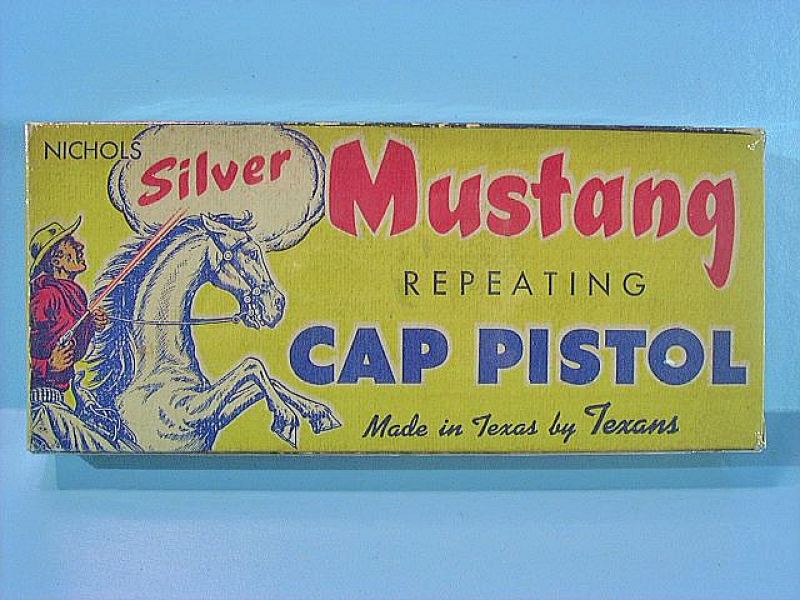 NICHOLS
Silver
Mustang
REPEATING
CAP PISTOL
Made in Texas by Texans